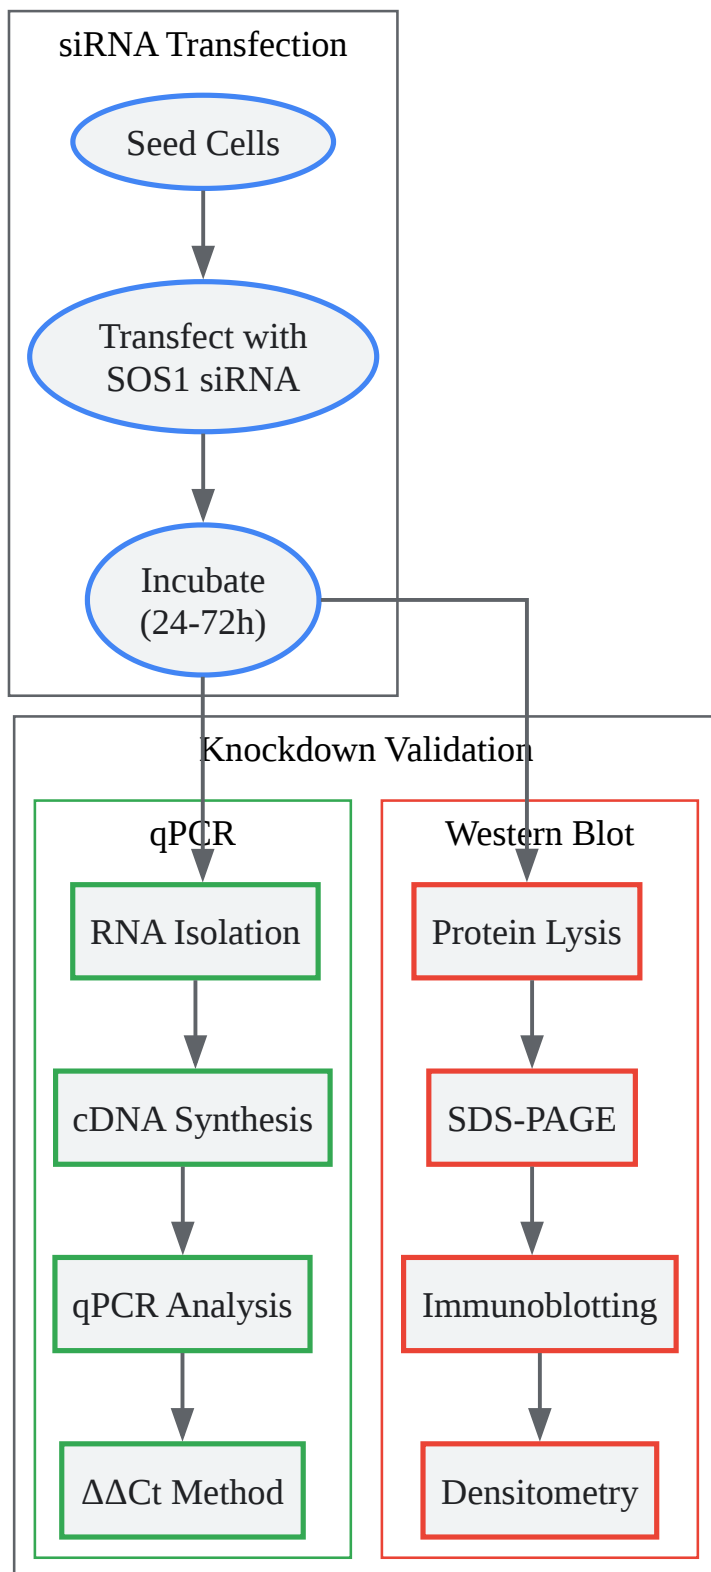 siRNA Transfection
Seed Cells
Transfect with
SOS1 siRNA
Incubate
(24-72h)
Knockdown Validation
qPCR
RNA Isolation
cDNA Synthesis
qPCR Analysis
ΔΔCt Method
Western Blot
Protein Lysis
SDS-PAGE
Immunoblotting
Densitometry